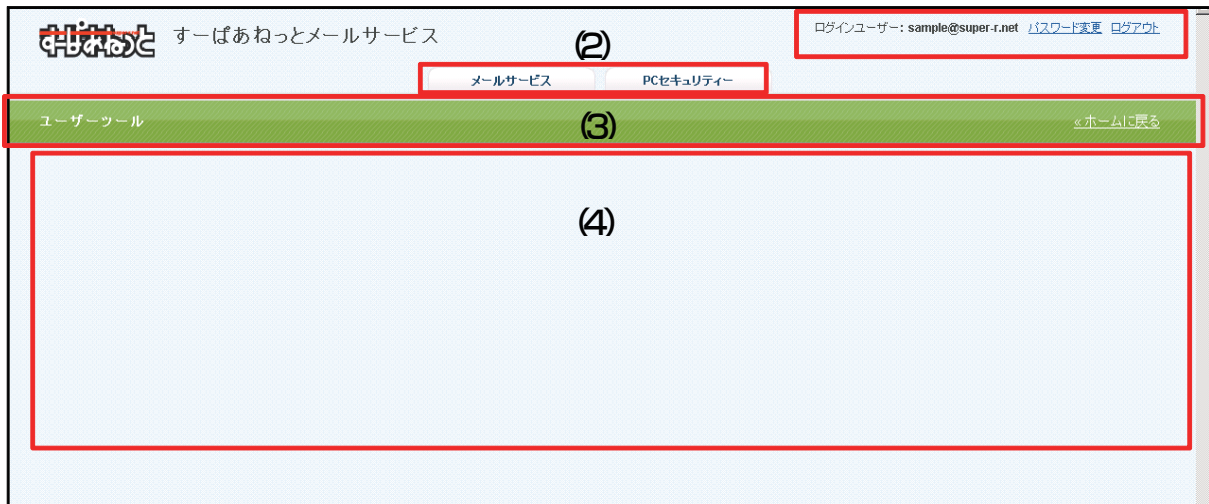 すーぱあねっと すーぱあねっとメールサービス
(2)
ログインユーザー: sample@super-r.net パスワード変更 ログアウト
メールサービス PCセキュリティー
ユーザーツール
(3)
«ホームに戻る
(4)